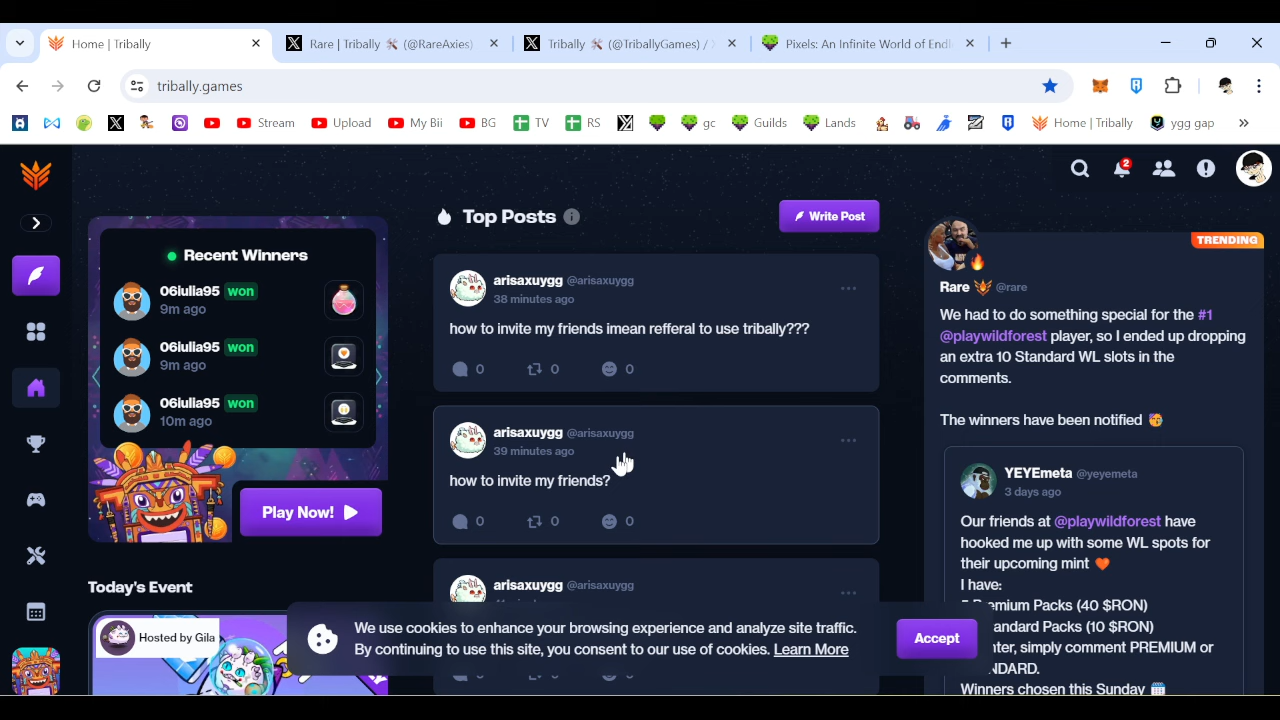 Home | Tribally
Rare | Tribally 🛠 (@RareAxies)
Tribally 🛠 (@TriballyGames) /
Pixels: An Infinite World of Endl
tribally.games
Stream
Upload
My Bii
BG
TV
RS
gc
Guilds
Lands
Home | Tribally
ygg gap
2
Recent Winners
06iulia95 won
9m ago
06iulia95 won
9m ago
06iulia95 won
10m ago
Play Now!
Today's Event
Hosted by Gila
Top Posts
Write Post
arisaxuygg @arisaxuygg
38 minutes ago
how to invite my friends imean refferal to use tribally???
0 0 0
arisaxuygg @arisaxuygg
39 minutes ago
how to invite my friends?
0 0 0
arisaxuygg @arisaxuygg
TRENDING
Rare @rare
We had to do something special for the #1
@playwildforest player, so I ended up dropping
an extra 10 Standard WL slots in the
comments.
The winners have been notified 🥳
YEYEmeta @yeyemeta
3 days ago
Our friends at @playwildforest have
hooked me up with some WL spots for
their upcoming mint 🧡
I have:
Packs (40 $RON)
Packs (10 $RON)
simply comment PREMIUM or
Winners chosen this Sunday 🗓
We use cookies to enhance your browsing experience and analyze site traffic.
By continuing to use this site, you consent to our use of cookies. Learn More
Accept